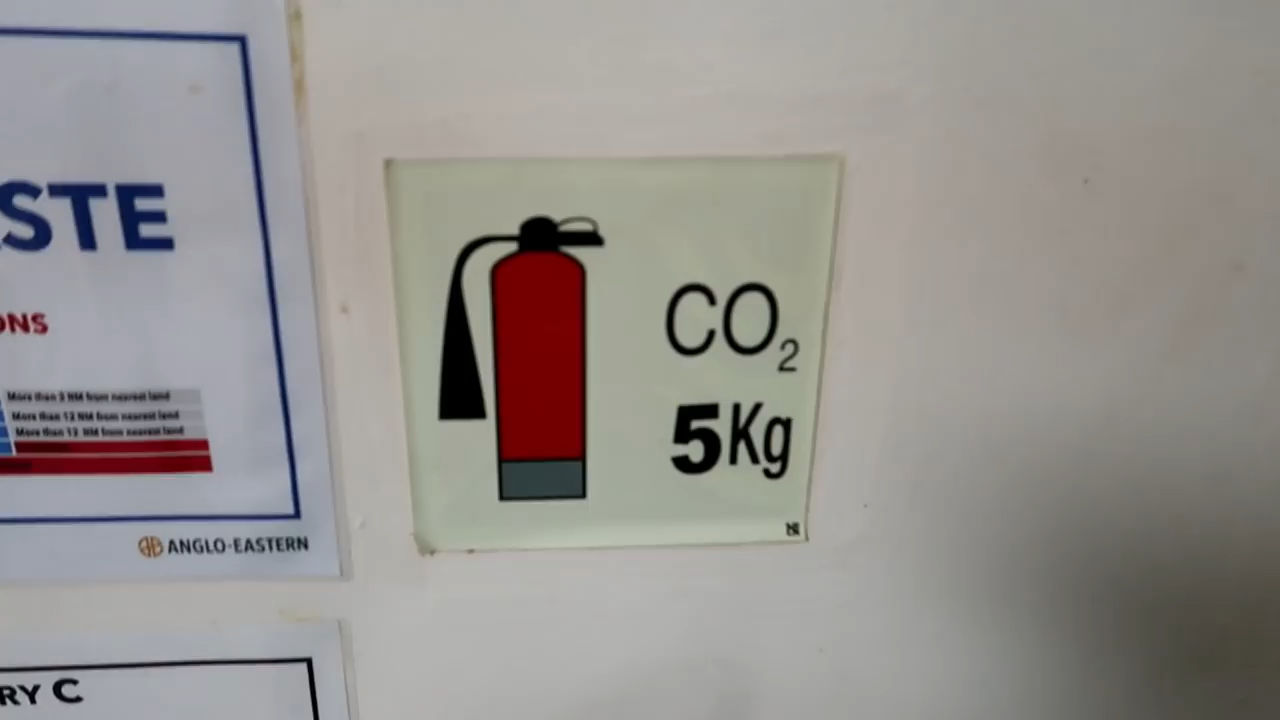 STE
ONS
More than 3 NM from nearest land
More than 12 NM from nearest land
More than 12 NM from nearest land
ANGLO-EASTERN
RY C
CO₂
5Kg